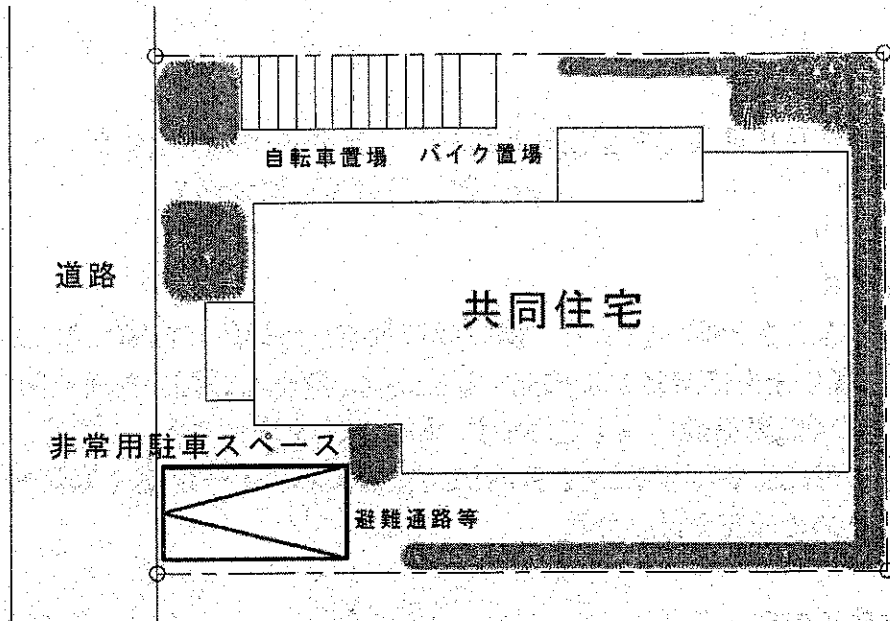 自転車置場 バイク置場
道路
共同住宅
非常用駐車スペース
避難通路等